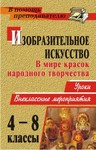 В помощь
преподавателю
ИЗОБРАЗИТЕЛЬНОЕ
ИСКУССТВО
В мире красок
народного творчества
Уроки
Внеклассные мероприятия
4–8
классы